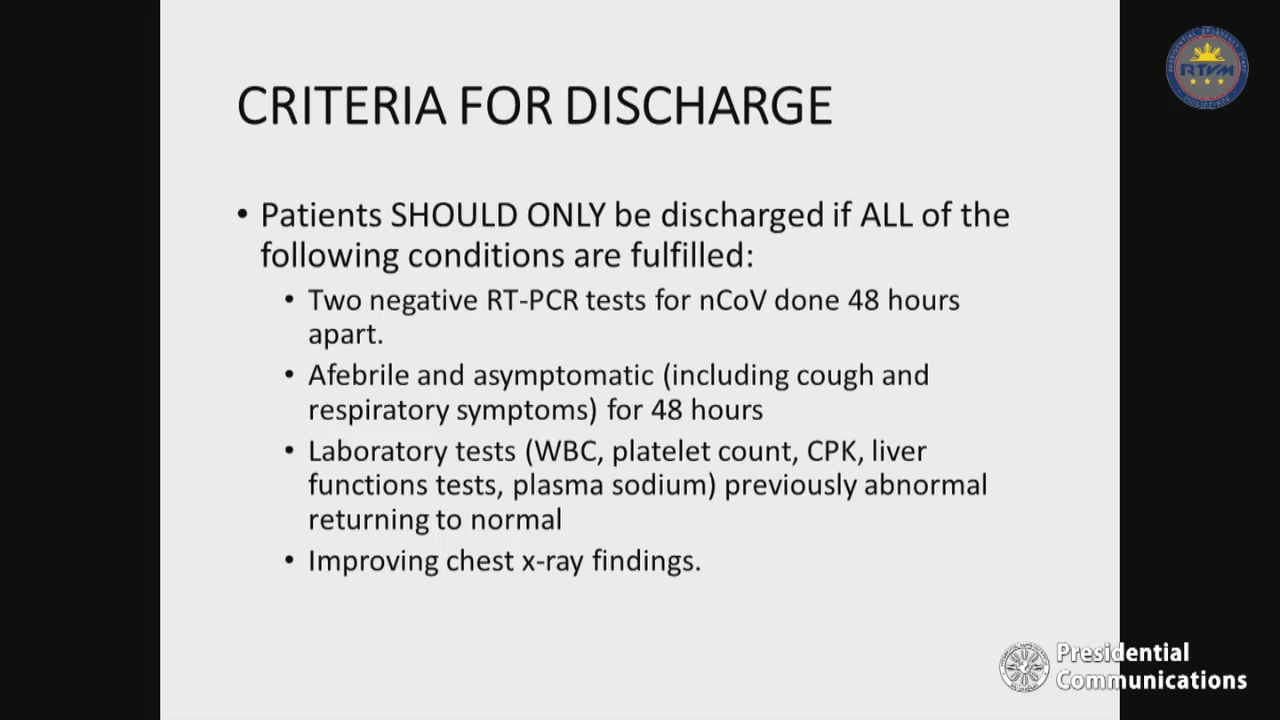 CRITERIA FOR DISCHARGE
• Patients SHOULD ONLY be discharged if ALL of the
following conditions are fulfilled:
• Two negative RT-PCR tests for nCoV done 48 hours
apart.
• Afebrile and asymptomatic (including cough and
respiratory symptoms) for 48 hours
• Laboratory tests (WBC, platelet count, CPK, liver
functions tests, plasma sodium) previously abnormal
returning to normal
• Improving chest x-ray findings.
RTVM
Presidential
Communications